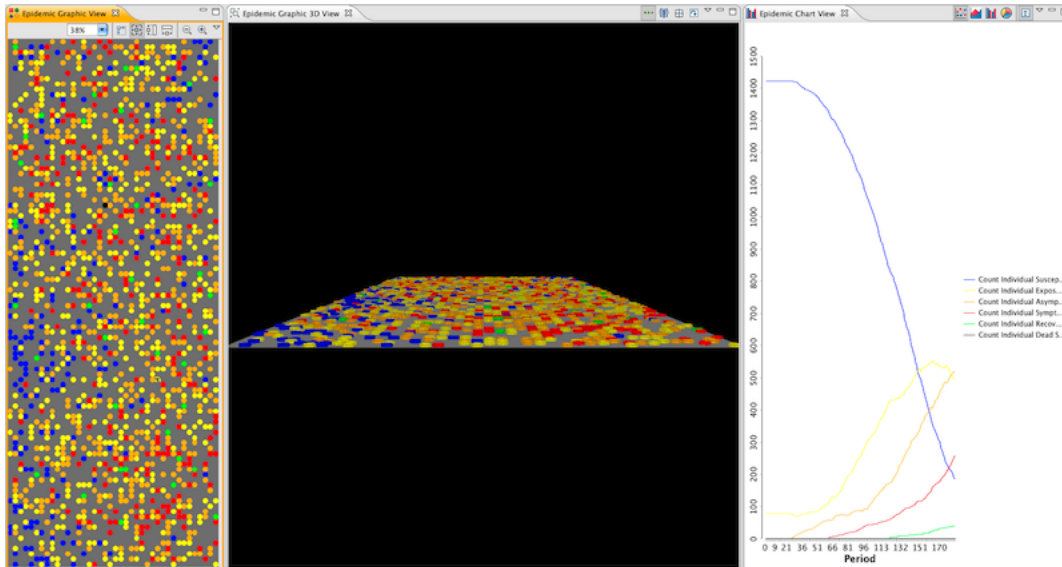 Epidemic Graphic View
38%
Epidemic Graphic 3D View
Epidemic Chart View
1500
1400
1300
1200
1100
1000
900
800
700
600
500
400
300
200
100
0
0 9 21 36 51 66 81 96 113 132 151 170
Period
Count Individual Suscep...
Count Individual Expos...
Count Individual Asymp...
Count Individual Sympt...
Count Individual Recov...
Count Individual Dead S...